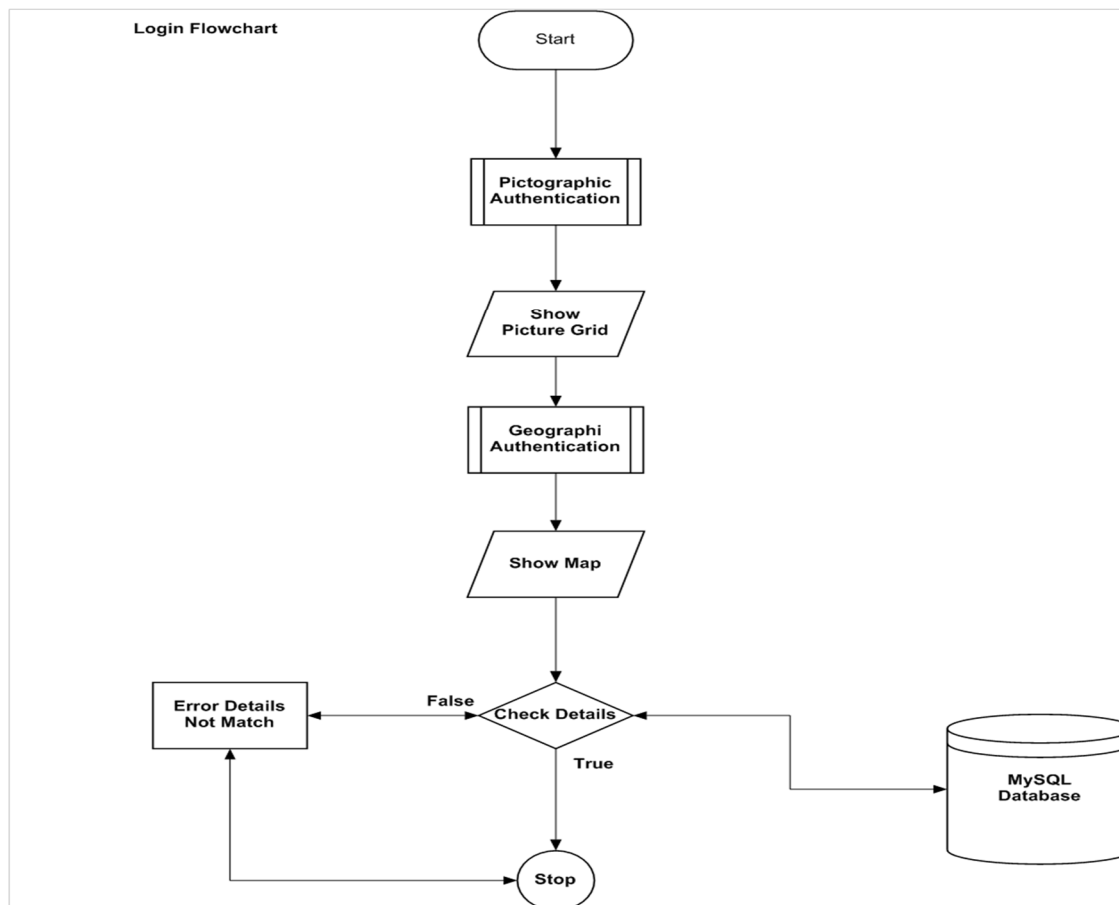 Login Flowchart
Start
Pictographic
Authentication
Show
Picture Grid
Geographi
Authentication
Show Map
Error Details
Not Match
False
Check Details
True
MySQL
Database
Stop